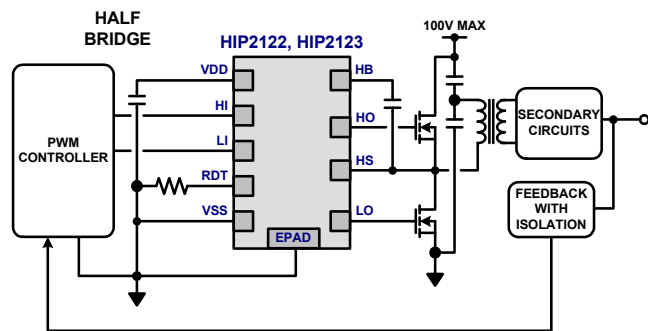 HALF
BRIDGE
HIP2122, HIP2123
100V MAX
VDD
HB
HI
HO
SECONDARY
CIRCUITS
PWM
CONTROLLER
LI
RDT
HS
VSS
LO
FEEDBACK
WITH
ISOLATION
EPAD